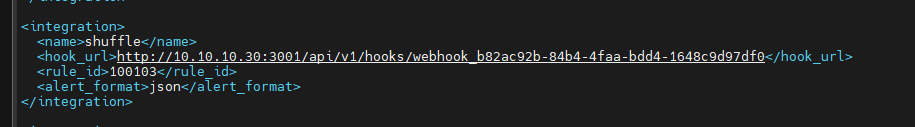 <integration>
<name>shuffle</name>
<hook_url>http://10.10.10.30:3001/api/v1/hooks/webhook_b82ac92b-84b4-4faa-bdd4-1648c9d97df0</hook_url>
<rule_id>100103</rule_id>
<alert_format>json</alert_format>
</integration>